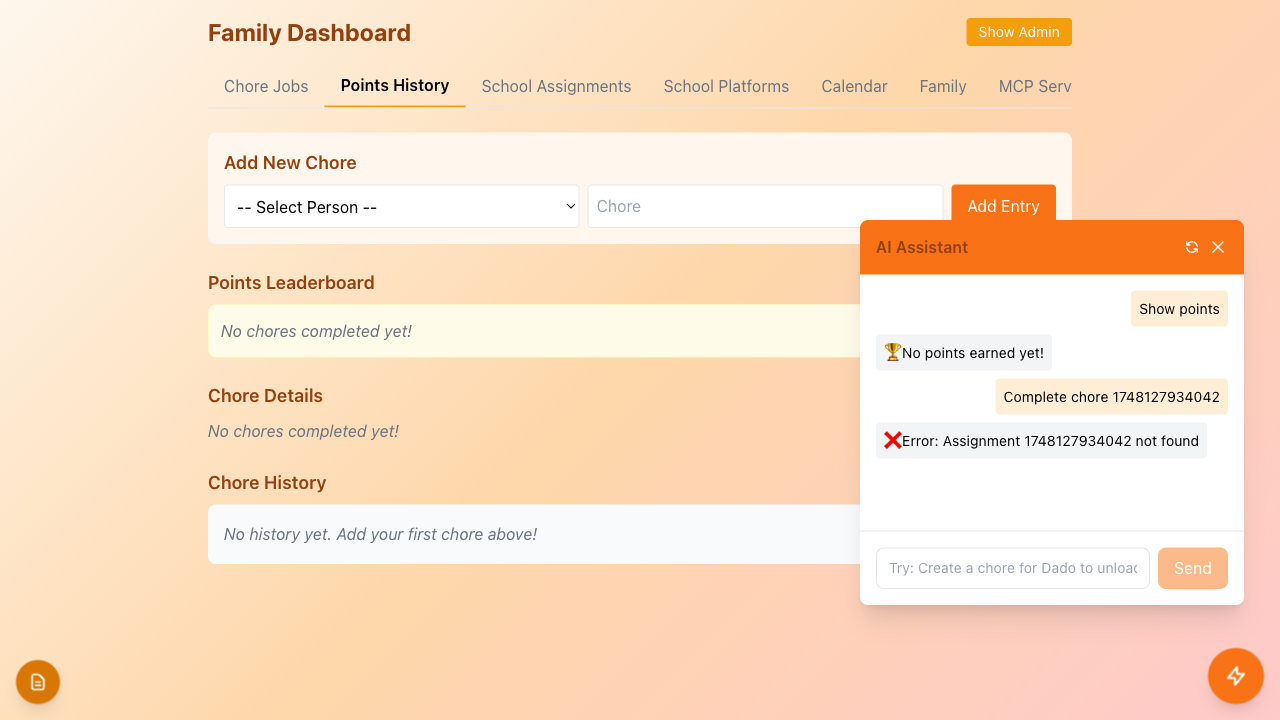 Family Dashboard
Show Admin
Chore Jobs Points History School Assignments School Platforms Calendar Family MCP Serv
Add New Chore
-- Select Person --
Chore
Add Entry
Points Leaderboard
No chores completed yet!
Chore Details
No chores completed yet!
Chore History
No history yet. Add your first chore above!
AI Assistant
Show points
🏆No points earned yet!
Complete chore 1748127934042
❌Error: Assignment 1748127934042 not found
Try: Create a chore for Dado to unload
Send